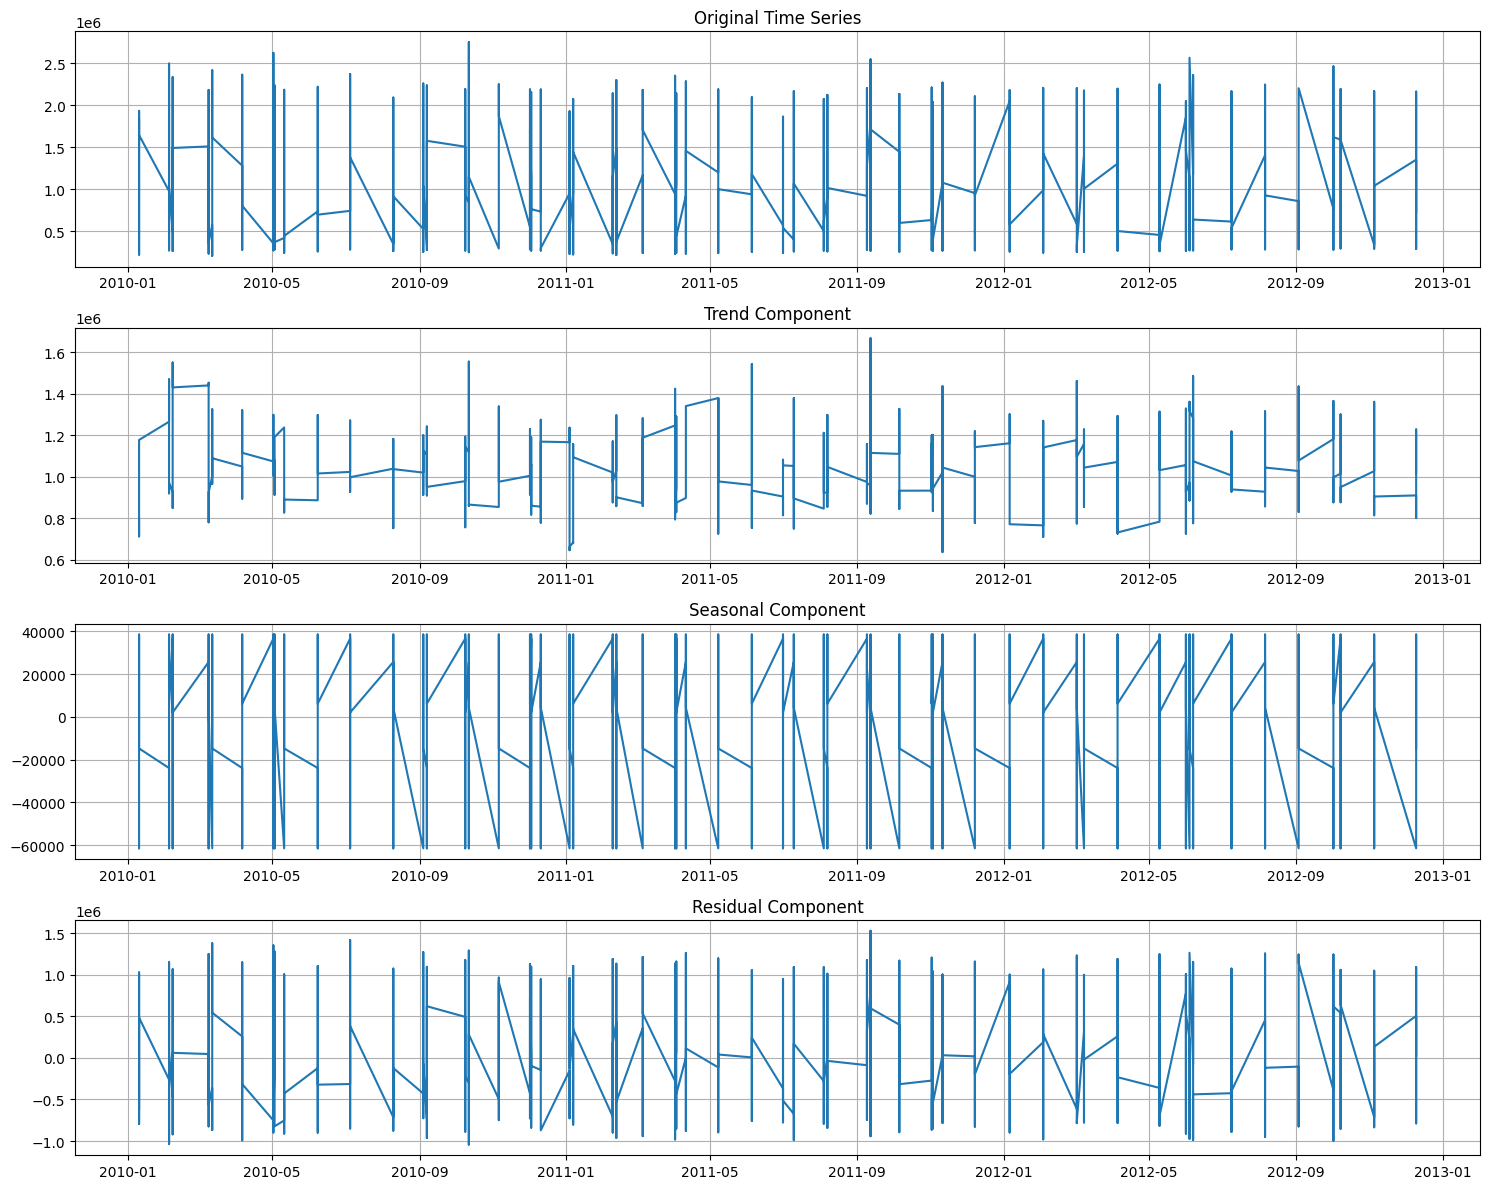 Original Time Series
1e6
2.5
2.0
1.5
1.0
0.5
2010-01 2010-05 2010-09 2011-01 2011-05 2011-09 2012-01 2012-05 2012-09 2013-01
Trend Component
1e6
1.6
1.4
1.2
1.0
0.8
0.6
2010-01 2010-05 2010-09 2011-01 2011-05 2011-09 2012-01 2012-05 2012-09 2013-01
Seasonal Component
40000
20000
0
−20000
−40000
−60000
2010-01 2010-05 2010-09 2011-01 2011-05 2011-09 2012-01 2012-05 2012-09 2013-01
Residual Component
1e6
1.5
1.0
0.5
0.0
−0.5
−1.0
2010-01 2010-05 2010-09 2011-01 2011-05 2011-09 2012-01 2012-05 2012-09 2013-01